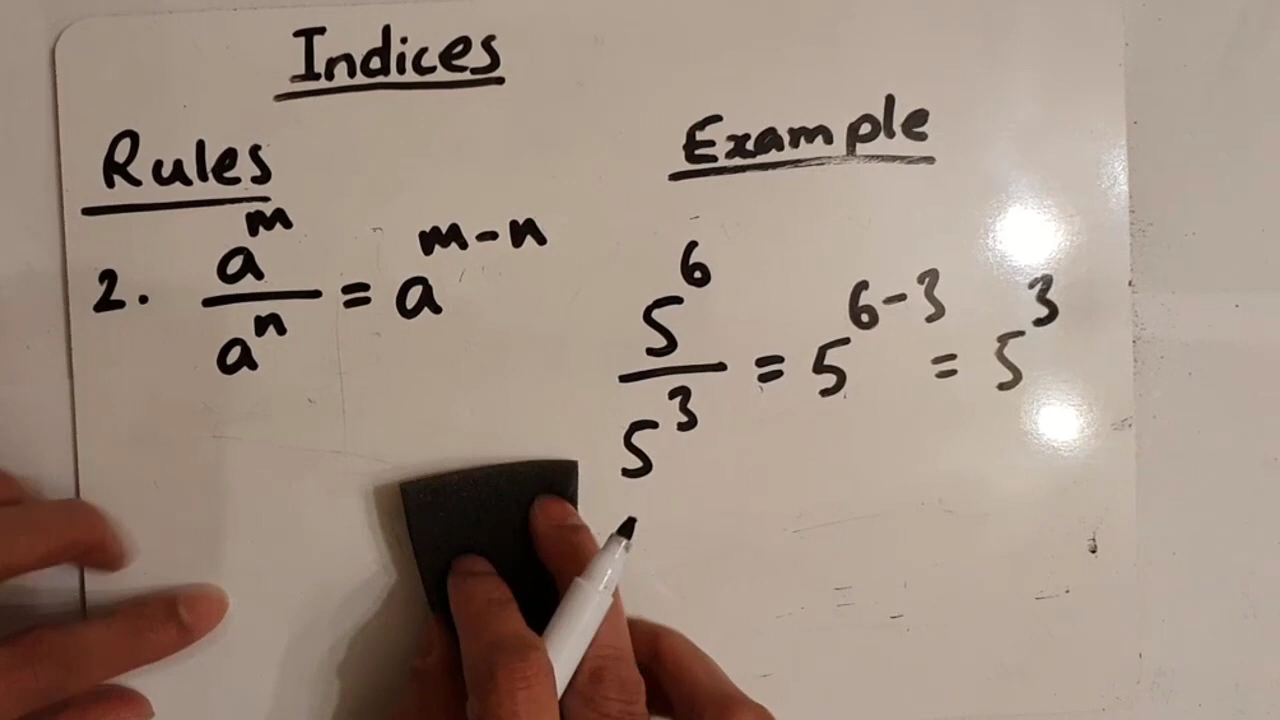 Indices
Rules
2. a^m/a^n = a^(m-n)
Example
5^6/5^3 = 5^(6-3) = 5^3